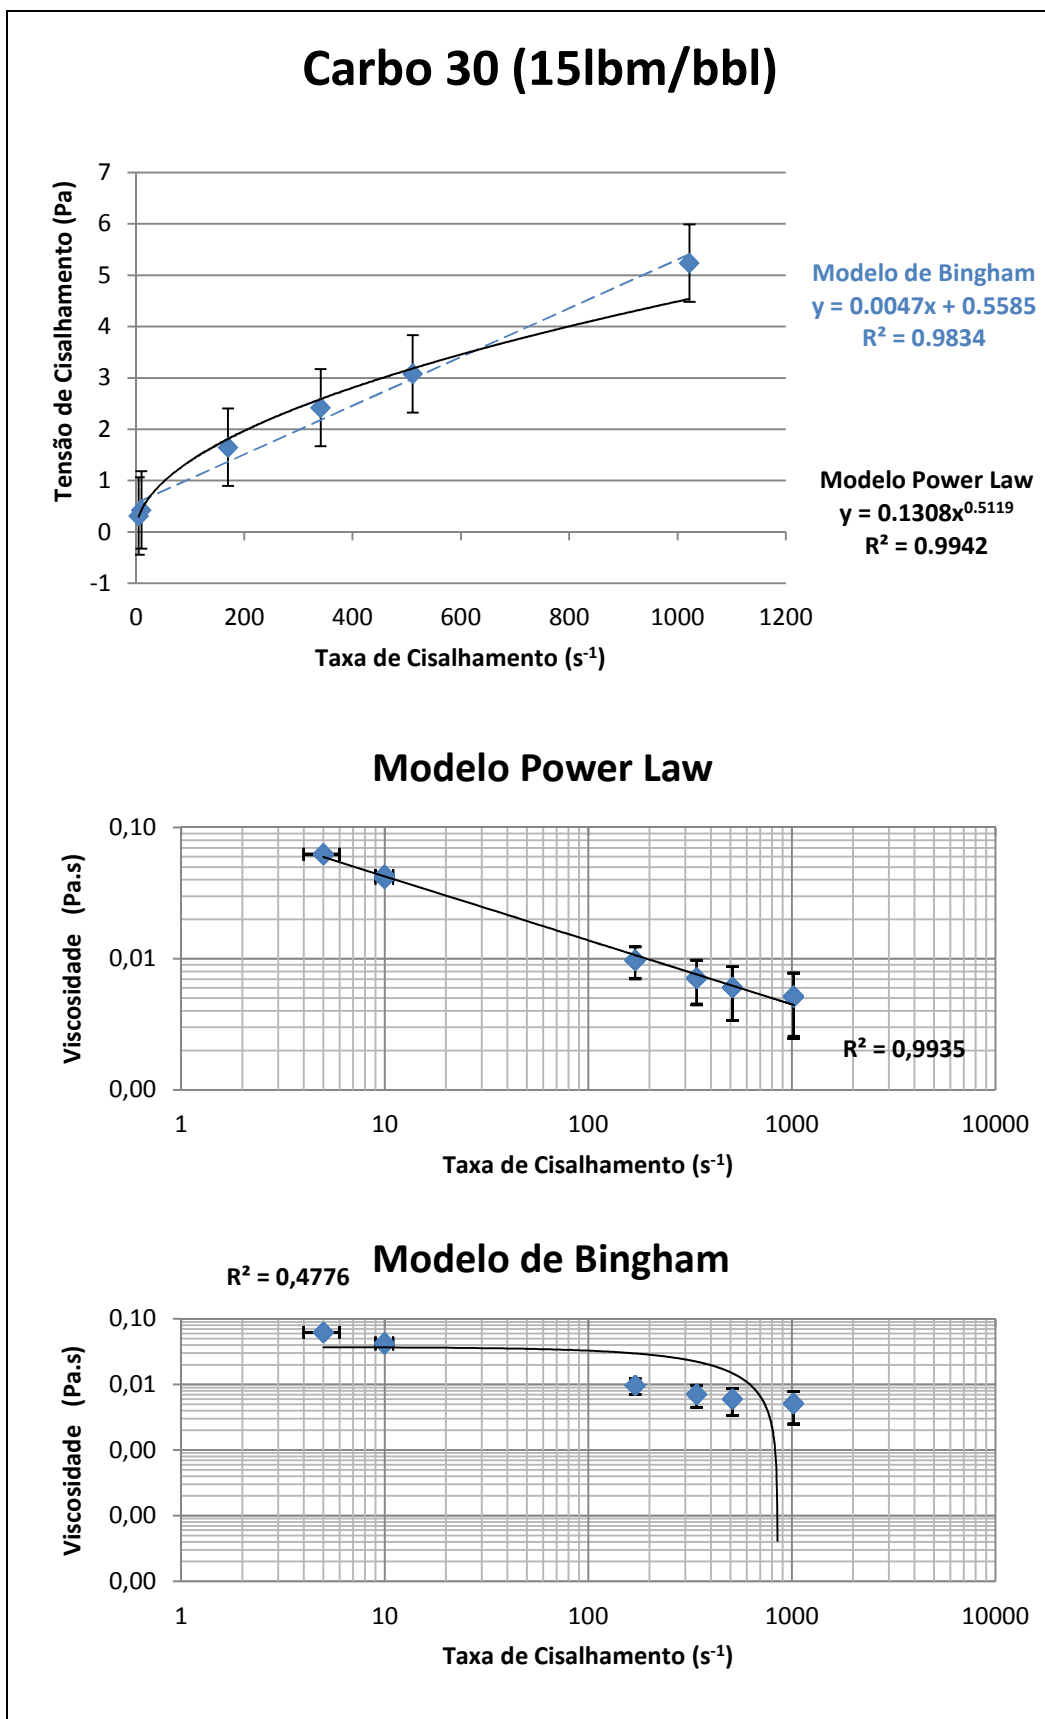 Carbo 30 (15lbm/bbl)
7
6
5
4
3
2
1
0
-1
0 200 400 600 800 1000 1200
Tensão de Cisalhamento (Pa)
Taxa de Cisalhamento (s⁻¹)
Modelo de Bingham
y = 0.0047x + 0.5585
R² = 0.9834
Modelo Power Law
y = 0.1308x⁰·⁵¹¹⁹
R² = 0.9942
Modelo Power Law
0,10
0,01
0,00
1 10 100 1000 10000
Viscosidade (Pa.s)
Taxa de Cisalhamento (s⁻¹)
R² = 0,9935
Modelo de Bingham
R² = 0,4776
0,10
0,01
0,00
0,00
0,00
1 10 100 1000 10000
Viscosidade (Pa.s)
Taxa de Cisalhamento (s⁻¹)